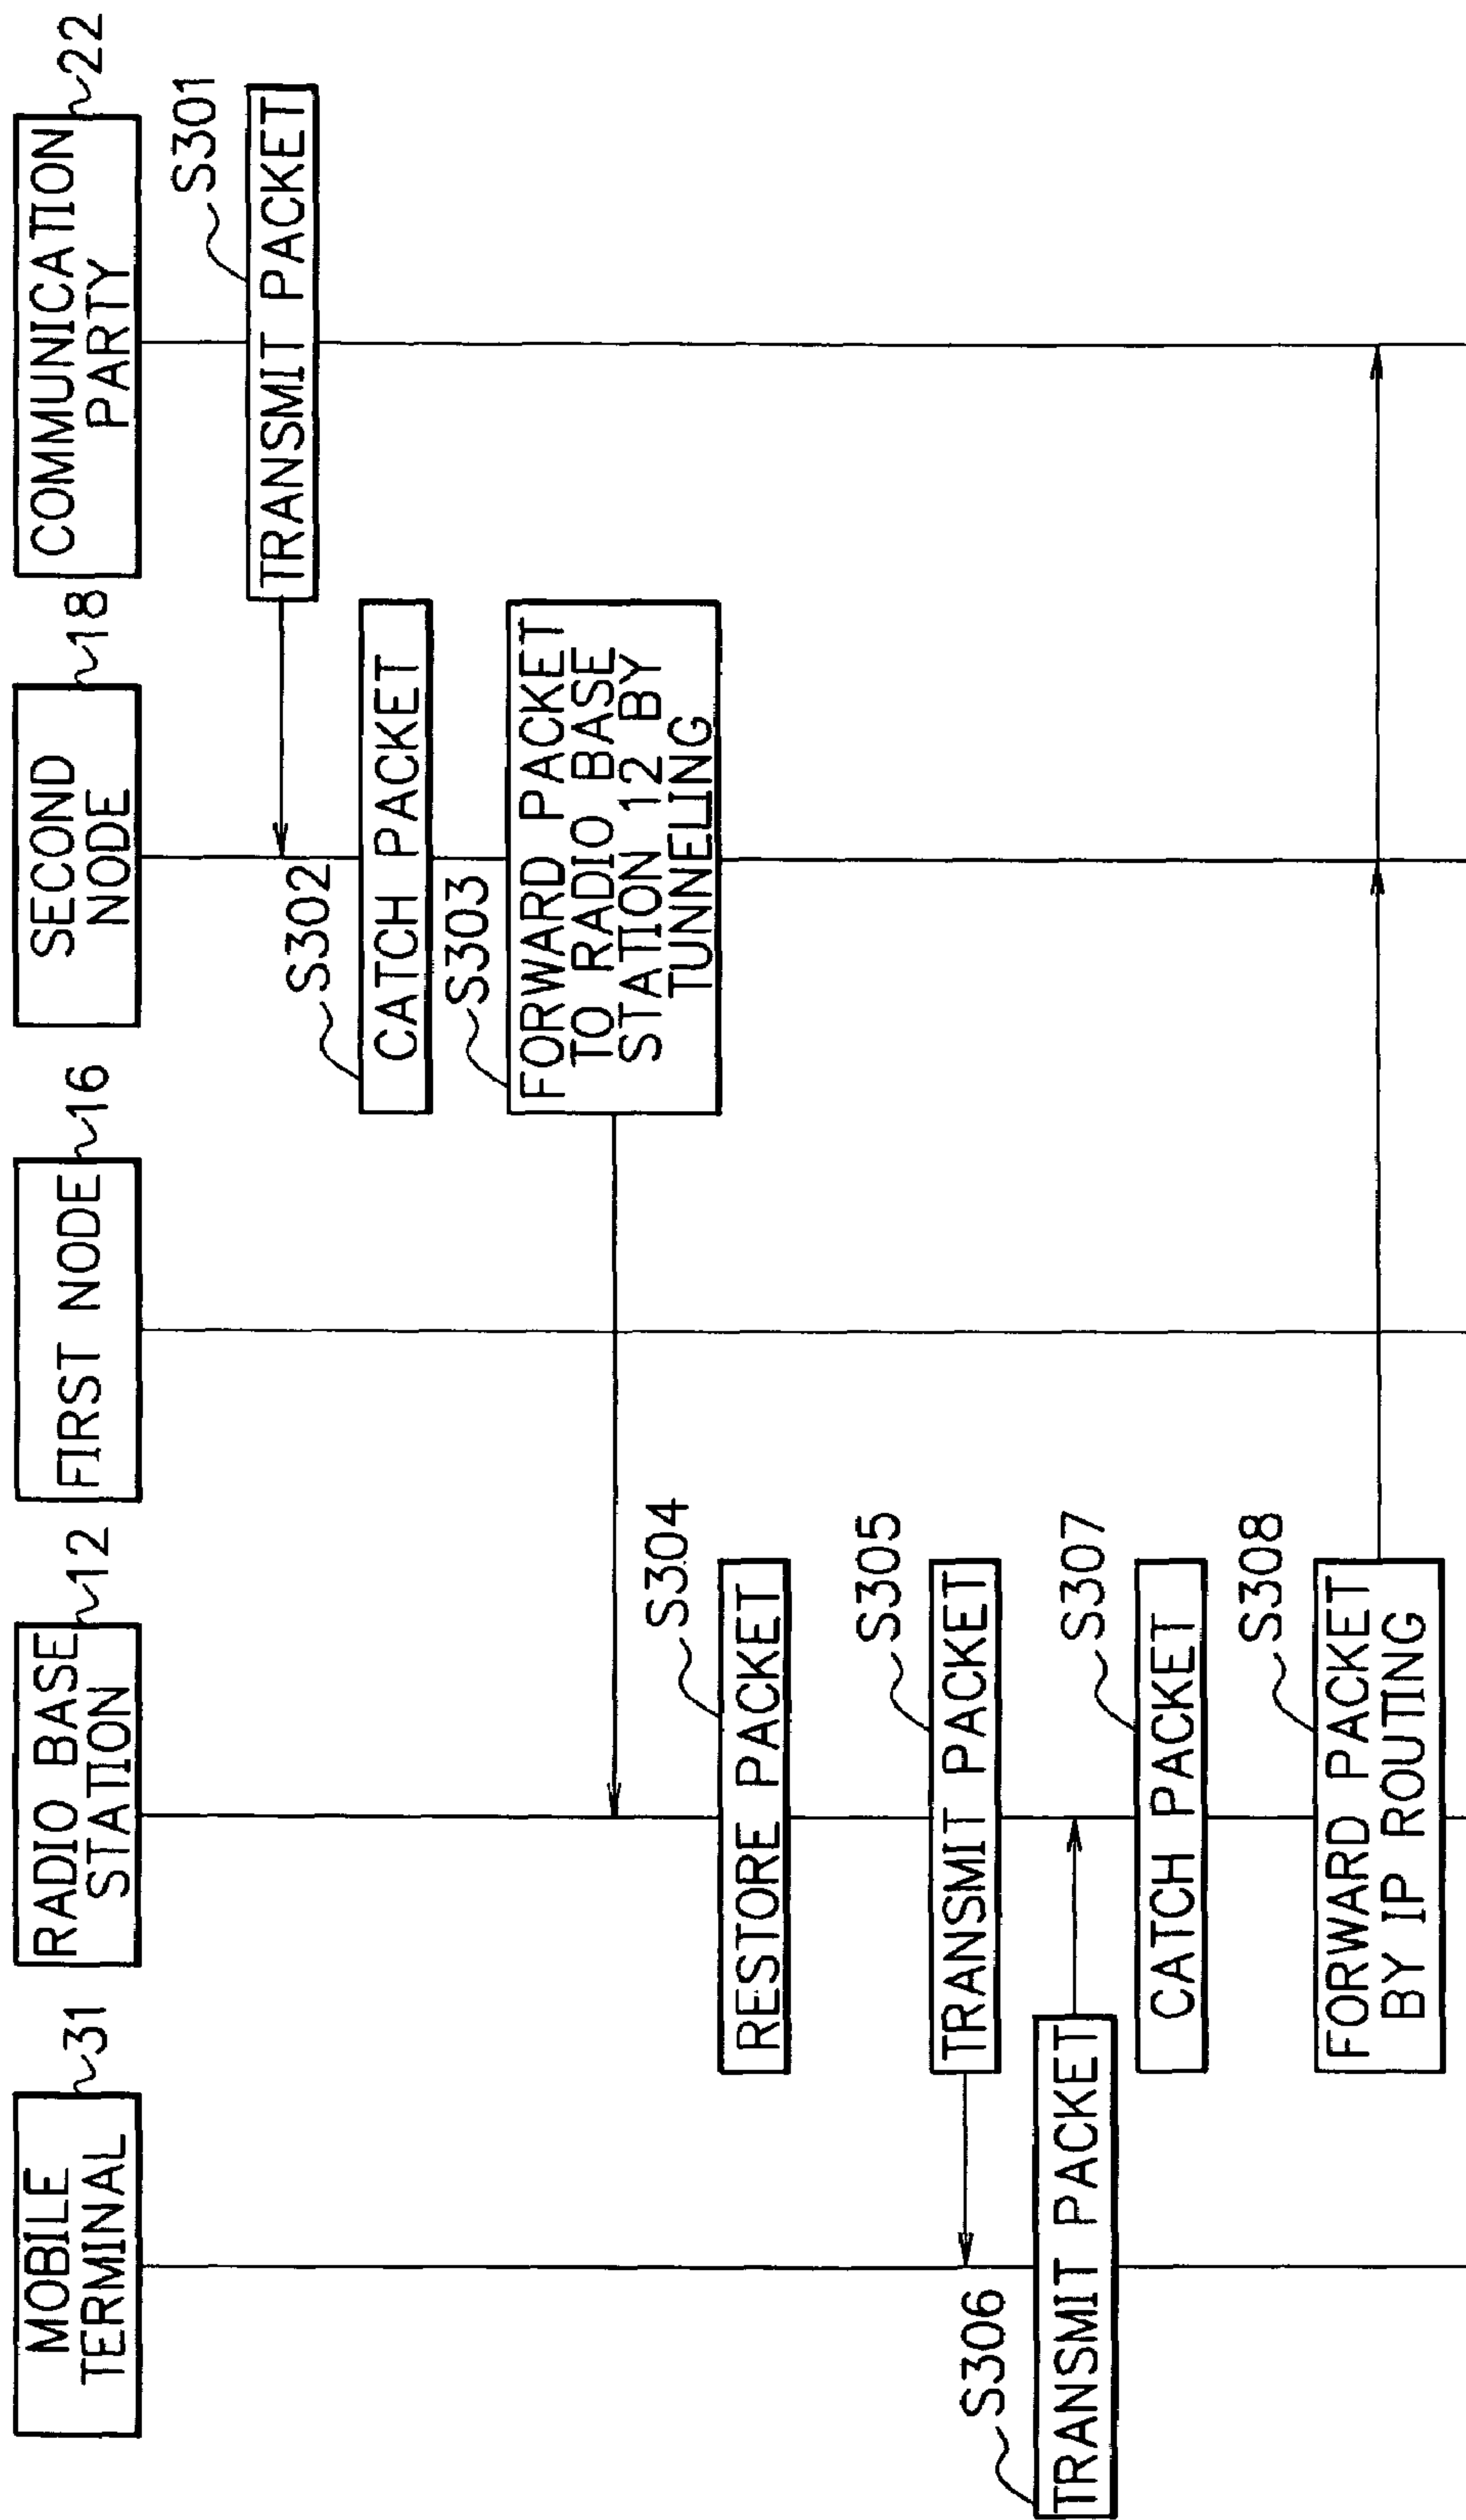 MOBILE
TERMINAL
31
RADIO BASE
STATION
12
FIRST NODE
16
SECOND
NODE
18
COMMUNICATION
PARTY
22
S301
TRANSMIT PACKET
S302
CATCH PACKET
S303
FORWARD PACKET
TO RADIO BASE
STATION 12 BY
TUNNELING
S304
RESTORE PACKET
S305
TRANSMIT PACKET
S306
TRANSMIT PACKET
S307
CATCH PACKET
S308
FORWARD PACKET
BY IP ROUTING